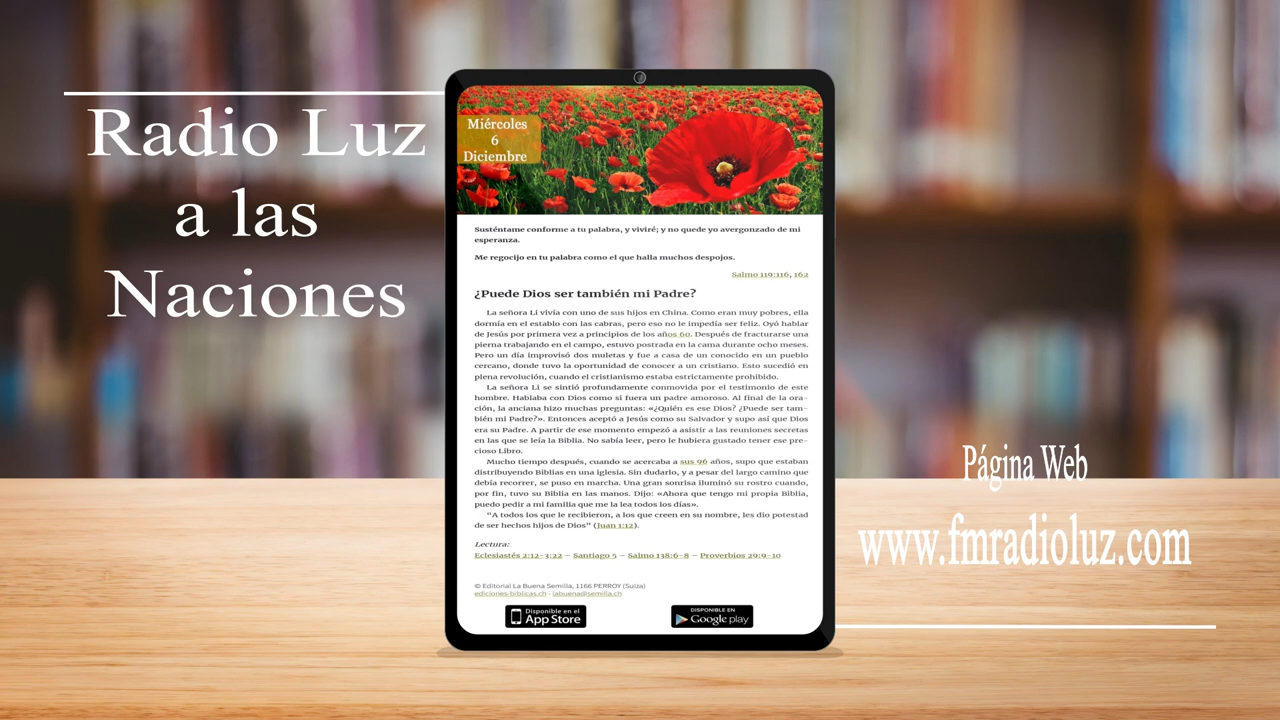 Radio Luz
a las
Naciones
Miércoles
6
Diciembre
Susténtame conforme a tu palabra, y viviré; y no quede yo avergonzado de mi
esperanza.
Me regocijo en tu palabra como el que halla muchos despojos.
Salmo 119:116, 162
¿Puede Dios ser también mi Padre?
La señora Li vivía con uno de sus hijos en China. Como eran muy pobres, ella
dormía en el establo con las cabras, pero eso no le impedía ser feliz. Oyó hablar
de Jesús por primera vez a principios de los años 60. Después de fracturarse una
pierna trabajando en el campo, estuvo postrada en la cama durante ocho meses.
Pero un día improvisó dos muletas y fue a casa de un conocido en un pueblo
cercano, donde tuvo la oportunidad de conocer a un cristiano. Esto sucedió en
plena revolución, cuando el cristianismo estaba estrictamente prohibido.
La señora Li se sintió profundamente conmovida por el testimonio de este
hombre. Hablaba con Dios como si fuera un padre amoroso. Al final de la ora-
ción, la anciana hizo muchas preguntas: «¿Quién es ese Dios? ¿Puede ser tam-
bién mi Padre?». Entonces aceptó a Jesús como su Salvador y supo así que Dios
era su Padre. A partir de ese momento empezó a asistir a las reuniones secretas
en las que se leía la Biblia. No sabía leer, pero le hubiera gustado tener ese pre-
cioso Libro.
Mucho tiempo después, cuando se acercaba a sus 96 años, supo que estaban
distribuyendo Biblias en una iglesia. Sin dudarlo, y a pesar del largo camino que
debía recorrer, se puso en marcha. Una gran sonrisa iluminó su rostro cuando,
por fin, tuvo su Biblia en las manos. Dijo: «Ahora que tengo mi propia Biblia,
puedo pedir a mi familia que me la lea todos los días».
“A todos los que le recibieron, a los que creen en su nombre, les dio potestad
de ser hechos hijos de Dios” (Juan 1:12).
Lectura:
Eclesiastés 2:12-3:22 – Santiago 5 – Salmo 138:6-8 – Proverbios 29:9-10
© Editorial La Buena Semilla, 1166 PERROY (Suiza)
ediciones-biblicas.ch - labuena@semilla.ch
Disponible en el
App Store
DISPONIBLE EN
Google play
Página Web
www.fmradioluz.com